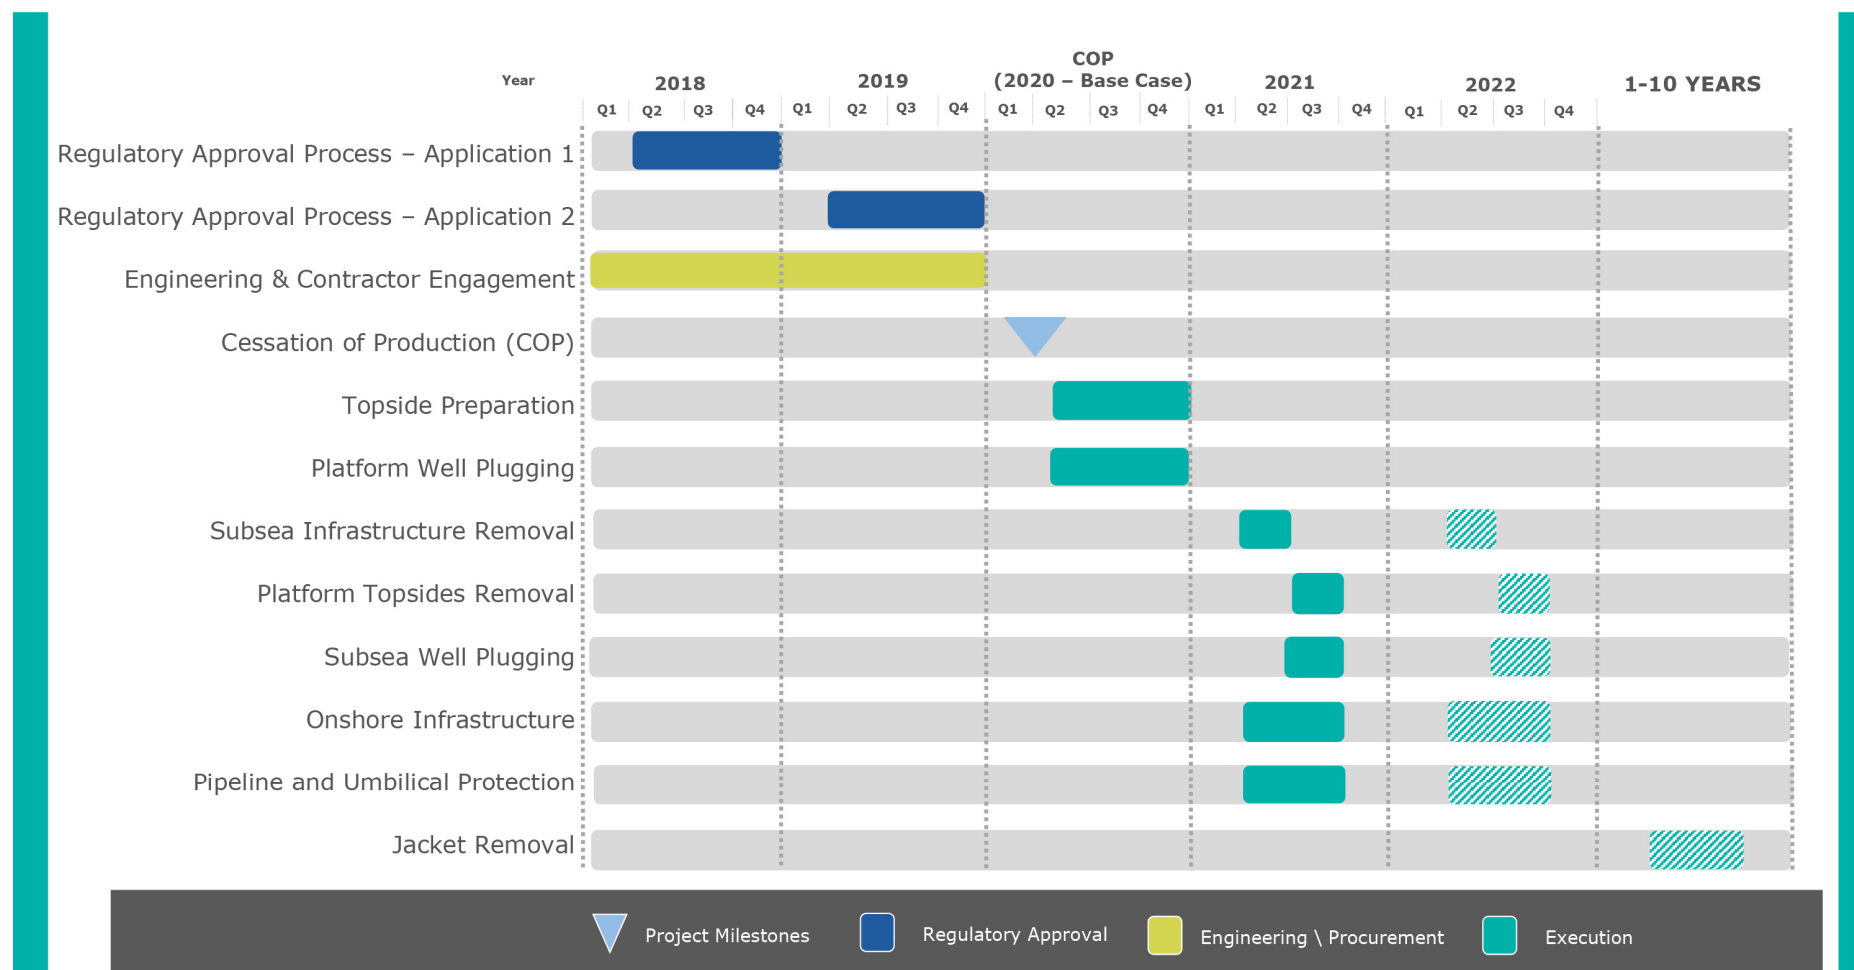 COP
Year 2018 2019 (2020 – Base Case) 2021 2022 1-10 YEARS
Q1 Q2 Q3 Q4 Q1 Q2 Q3 Q4 Q1 Q2 Q3 Q4 Q1 Q2 Q3 Q4 Q1 Q2 Q3 Q4
Regulatory Approval Process – Application 1
Regulatory Approval Process – Application 2
Engineering & Contractor Engagement
Cessation of Production (COP)
Topside Preparation
Platform Well Plugging
Subsea Infrastructure Removal
Platform Topsides Removal
Subsea Well Plugging
Onshore Infrastructure
Pipeline and Umbilical Protection
Jacket Removal
Project Milestones Regulatory Approval Engineering \ Procurement Execution